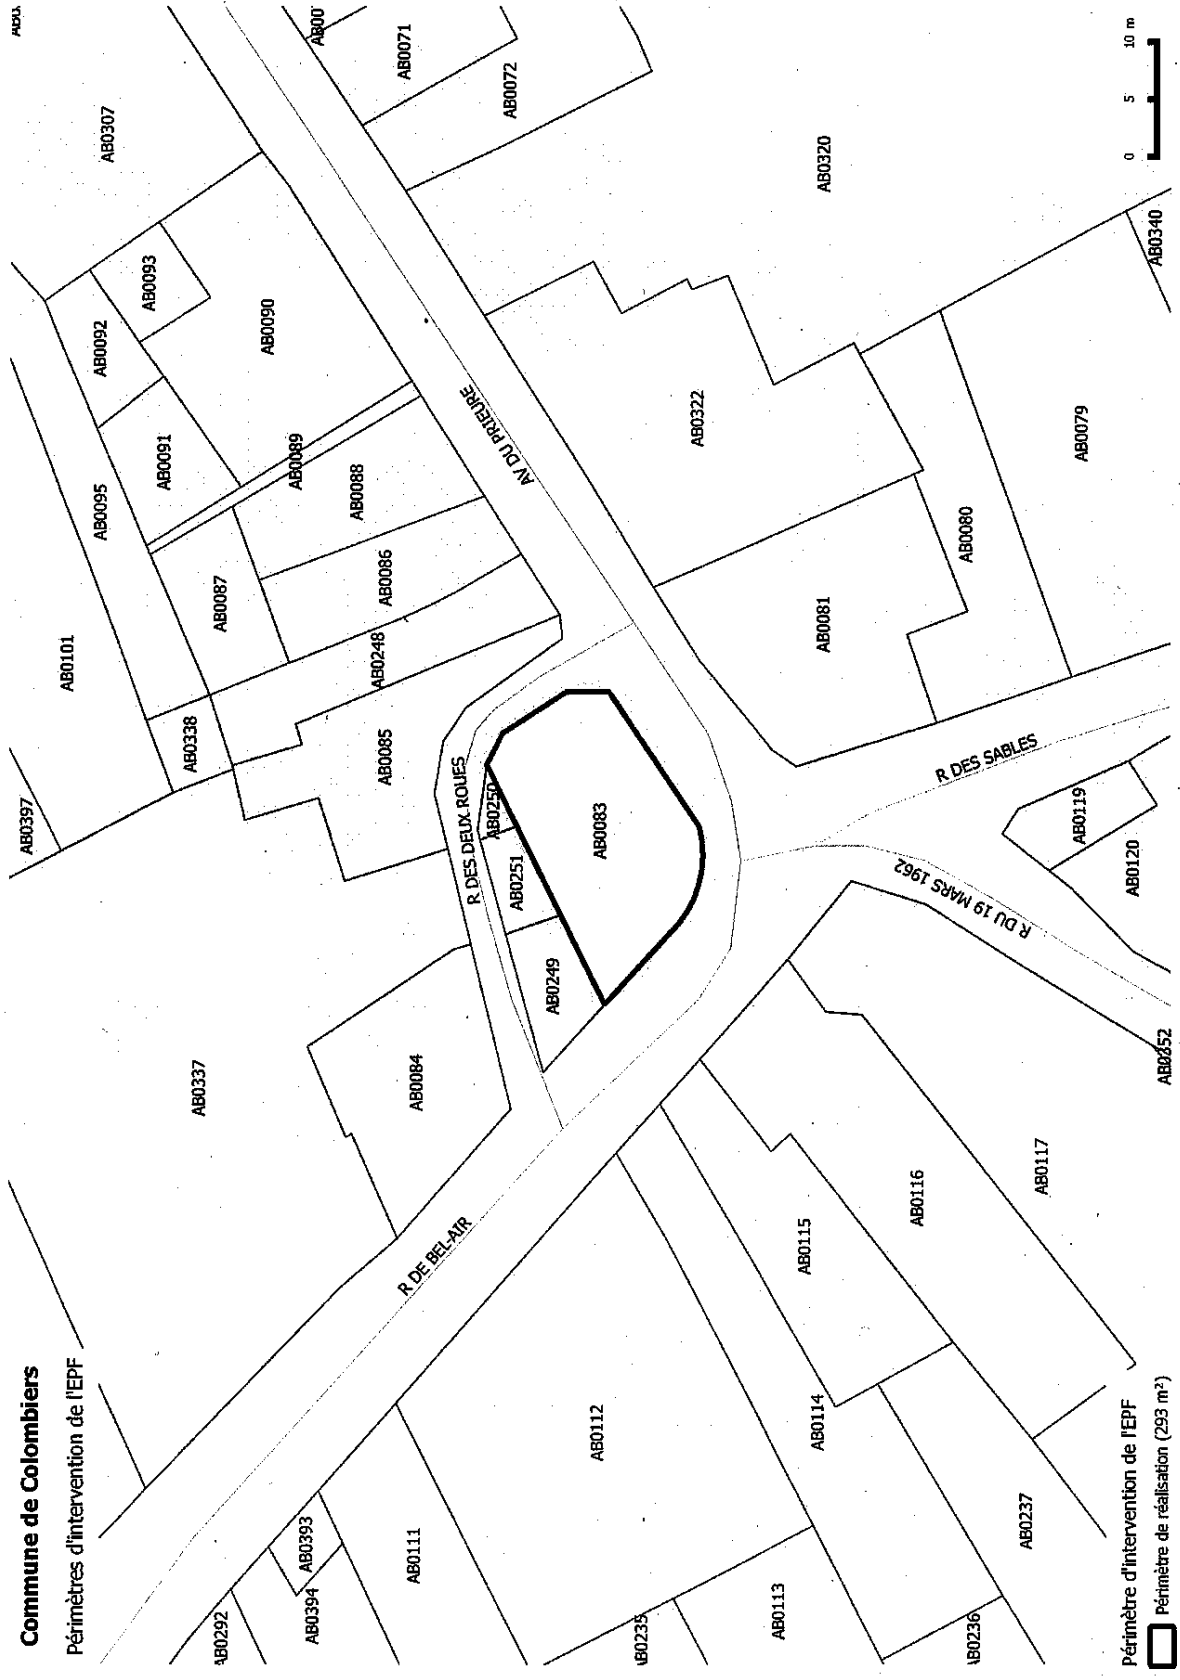 Commune de Colombiers
Périmètres d'intervention de l'EPF
AB0307
AB0071
AB0072
AB0093
AB0092
AB0090
AB0320
AB0340
AB0091
AB0089
AB0095
AB0088
AB0322
AB0079
AV DU PRIEURE
AB0080
AB0087
AB0086
AB0081
AB0101
AB0248
AB0338
AB0085
AB0397
R DES DEUX ROUES
AB0250
AB0251
AB0249
AB0083
R DES SABLES
AB0119
AB0120
R DU 19 MARS 1962
AB0337
AB0084
AB0352
AB0117
AB0116
AB0115
R DE BEL-AIR
AB0112
AB0114
AB0237
AB0393
AB0111
AB0394
AB0292
AB0113
AB0235
AB0236
0 5 10 m
Périmètre d'intervention de l'EPF
Périmètre de réalisation (293 m²)